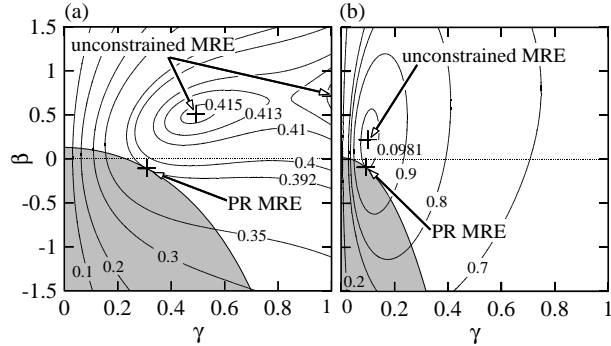 (a)
(b)
1.5
1
0.5
0
-0.5
-1
-1.5
β
unconstrained MRE
0.415
0.413
0.41
0.4
0.392
PR MRE
0.35
0.3
0.2
0.1
0 0.2 0.4 0.6 0.8 1
γ
unconstrained MRE
0.0981
0.9
0.8
PR MRE
0.7
0.2
0 0.2 0.4 0.6 0.8 1
γ